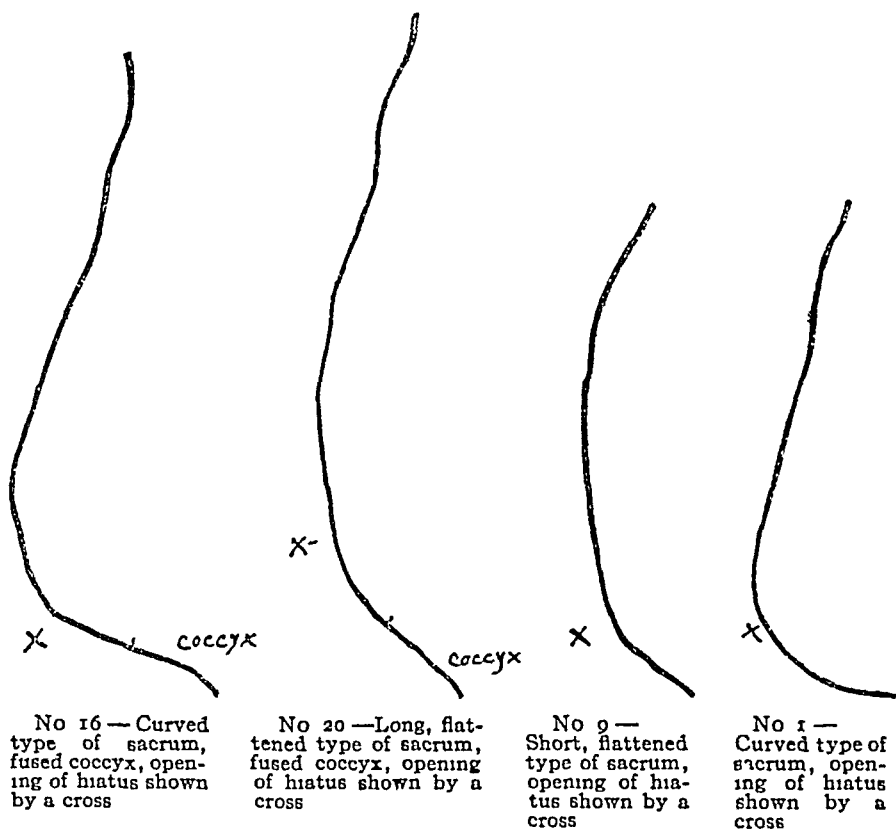 X
coccyx
X-
coccyx
X
X
No 16 — Curved
type of sacrum,
fused coccyx, open-
ing of hiatus shown
by a cross
No 20 — Long, flat-
tened type of sacrum,
fused coccyx, opening
of hiatus shown by a
cross
No 9 —
Short, flattened
type of sacrum,
opening of hia-
tus shown by a
cross
No 1 —
Curved type of
sacrum, open-
ing of hiatus
shown by a
cross